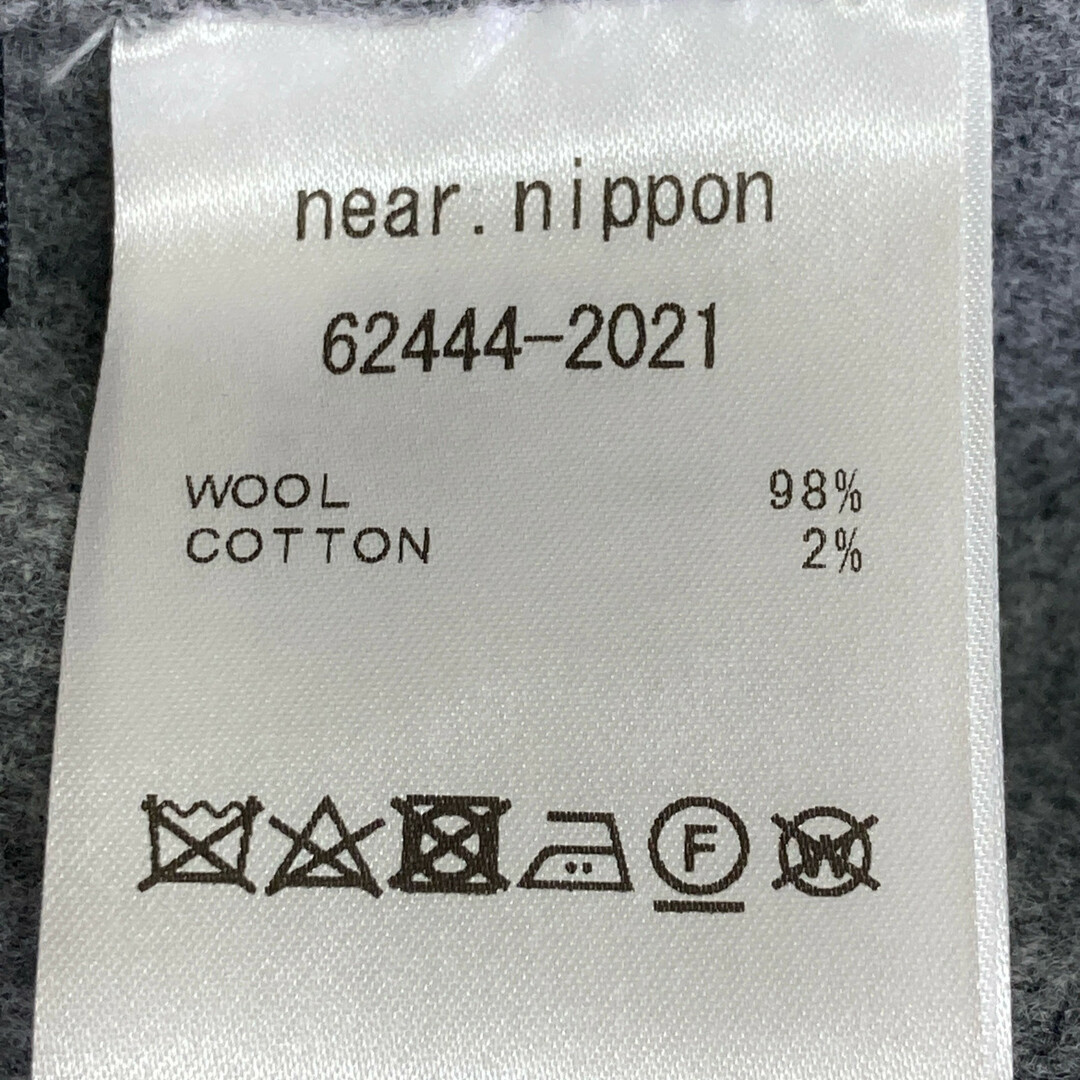 near.nippon
62444-2021
WOOL 98%
COTTON 2%
F W